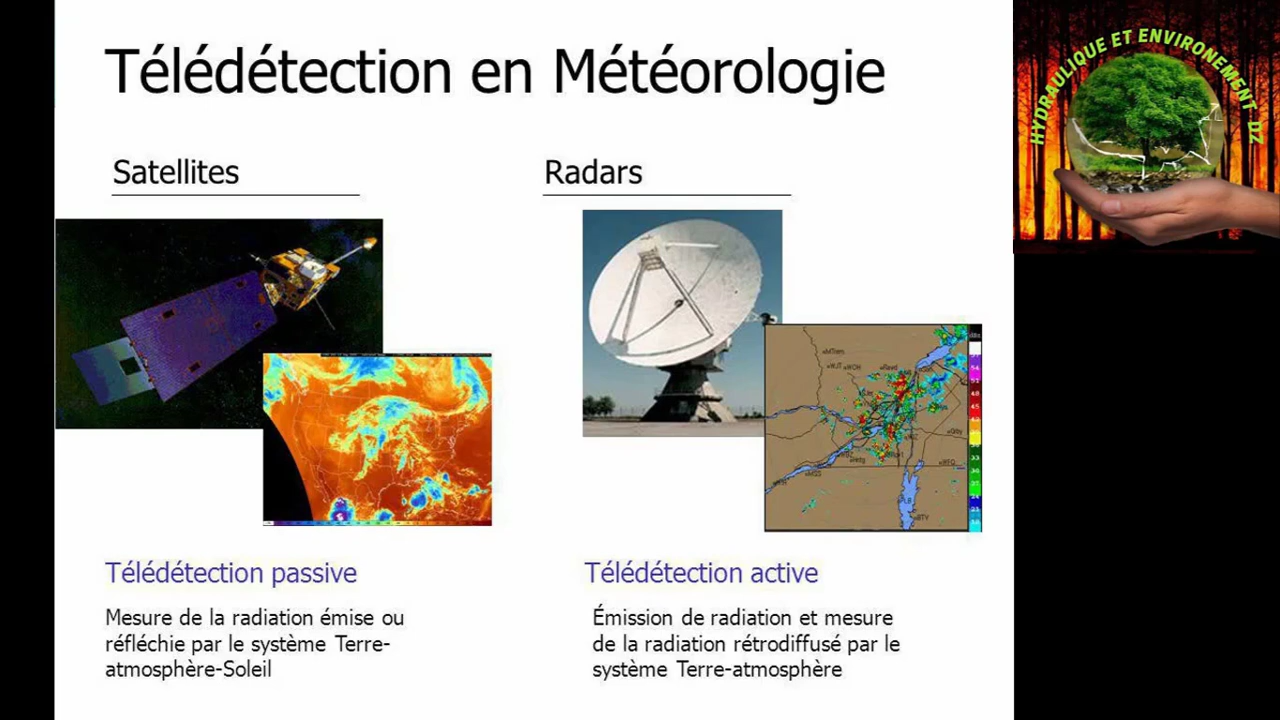 Télédétection en Météorologie
HYDRAULIQUE ET ENVIRONEMENT DZ
Satellites
Radars
Télédétection passive
Mesure de la radiation émise ou
réfléchie par le système Terre-
atmosphère-Soleil
Télédétection active
Émission de radiation et mesure
de la radiation rétrodiffusé par le
système Terre-atmosphère